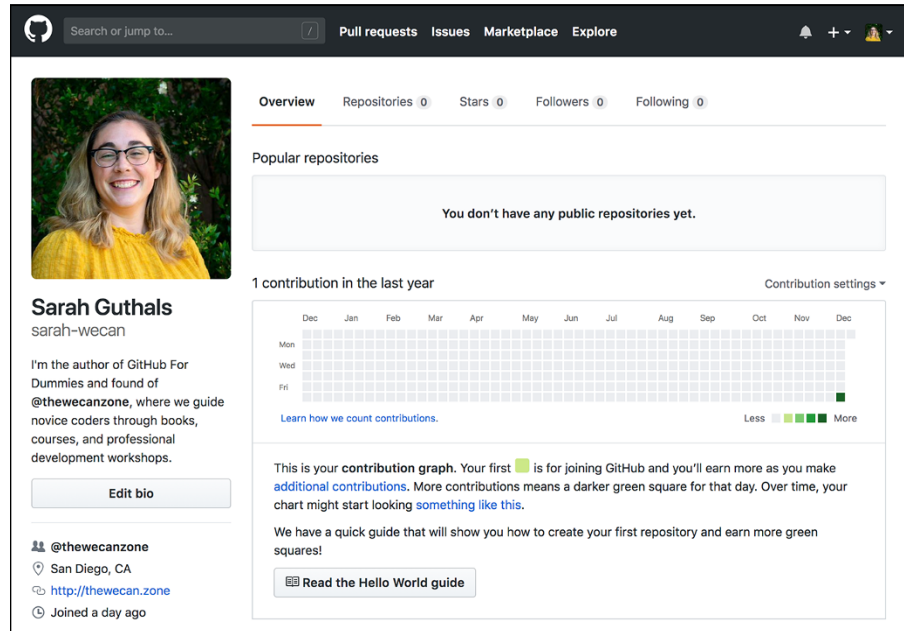 Search or jump to...
/
Pull requests Issues Marketplace Explore
Overview Repositories 0 Stars 0 Followers 0 Following 0
Popular repositories
You don't have any public repositories yet.
1 contribution in the last year
Contribution settings
Dec Jan Feb Mar Apr May Jun Jul Aug Sep Oct Nov Dec
Mon
Wed
Fri
Learn how we count contributions.
Less More
This is your contribution graph. Your first is for joining GitHub and you'll earn more as you make
additional contributions. More contributions means a darker green square for that day. Over time, your
chart might start looking something like this.
We have a quick guide that will show you how to create your first repository and earn more green
squares!
Read the Hello World guide
Sarah Guthals
sarah-wecan
I'm the author of GitHub For
Dummies and found of
@thewecanzone, where we guide
novice coders through books,
courses, and professional
development workshops.
Edit bio
@thewecanzone
San Diego, CA
http://thewecan.zone
Joined a day ago